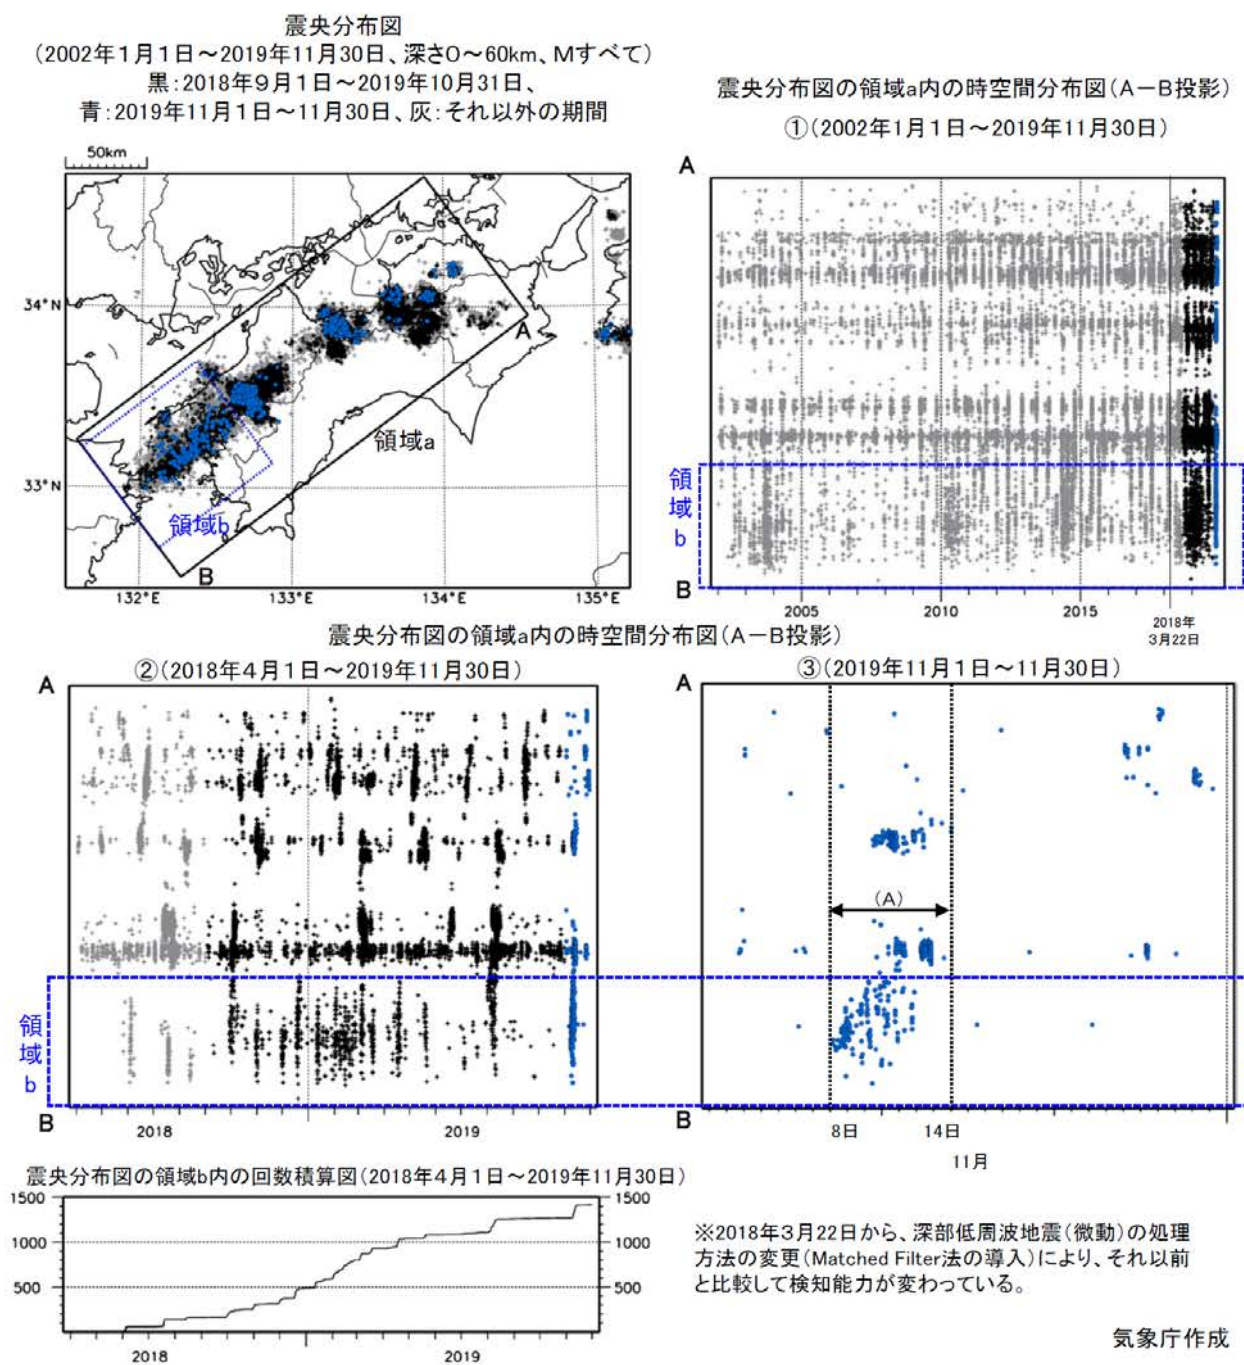 震央分布図
(2002年1月1日～2019年11月30日、深さ0～60km、Mすべて)
黒:2018年9月1日～2019年10月31日、
青:2019年11月1日～11月30日、灰:それ以外の期間
50km
34°N
33°N
132°E
133°E
134°E
135°E
A
B
領域a
領域b
震央分布図の領域a内の時空間分布図(A－B投影)
①(2002年1月1日～2019年11月30日)
A
B
領域b
2005
2010
2015
2018年
3月22日
震央分布図の領域a内の時空間分布図(A－B投影)
②(2018年4月1日～2019年11月30日)
A
B
領域b
2018
2019
③(2019年11月1日～11月30日)
A
(A)
B
8日
14日
11月
震央分布図の領域b内の回数積算図(2018年4月1日～2019年11月30日)
1500
1000
500
1500
1000
500
2018
2019
※2018年3月22日から、深部低周波地震(微動)の処理
方法の変更(Matched Filter法の導入)により、それ以前
と比較して検知能力が変わっている。
気象庁作成